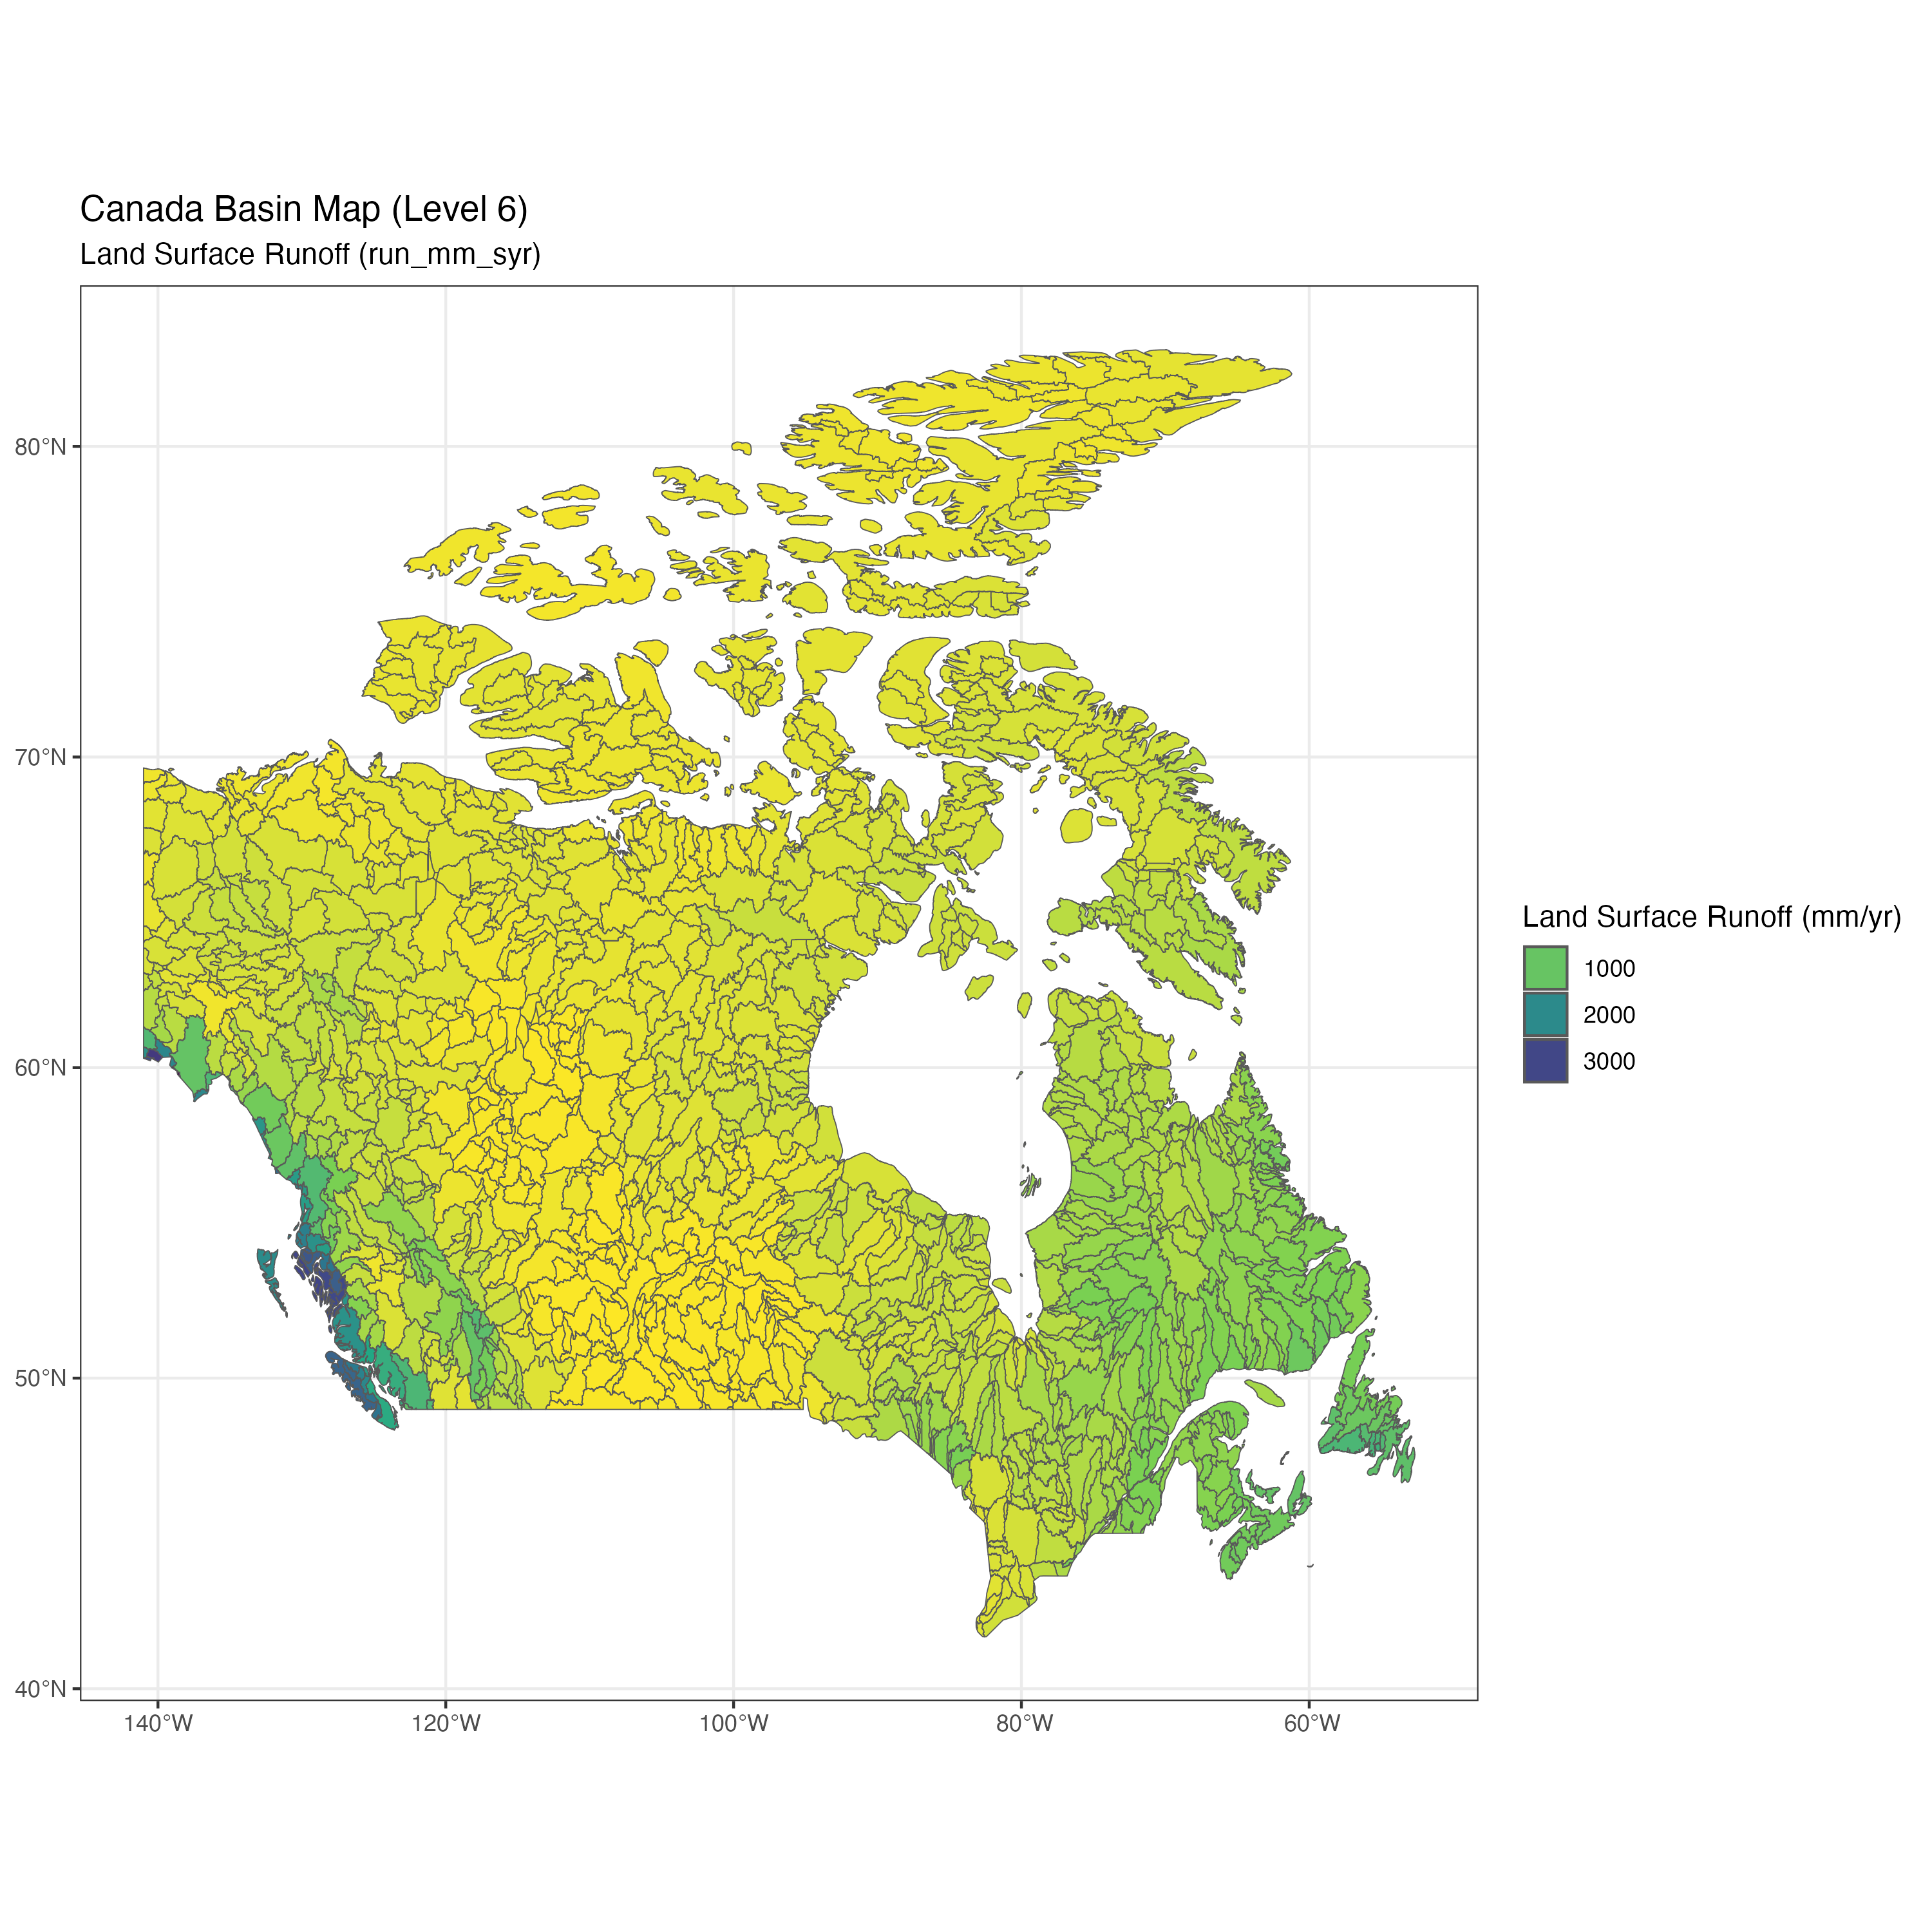 Canada Basin Map (Level 6)
Land Surface Runoff (run_mm_syr)
80°N
70°N
60°N
50°N
40°N
140°W
120°W
100°W
80°W
60°W
Land Surface Runoff (mm/yr)
1000
2000
3000